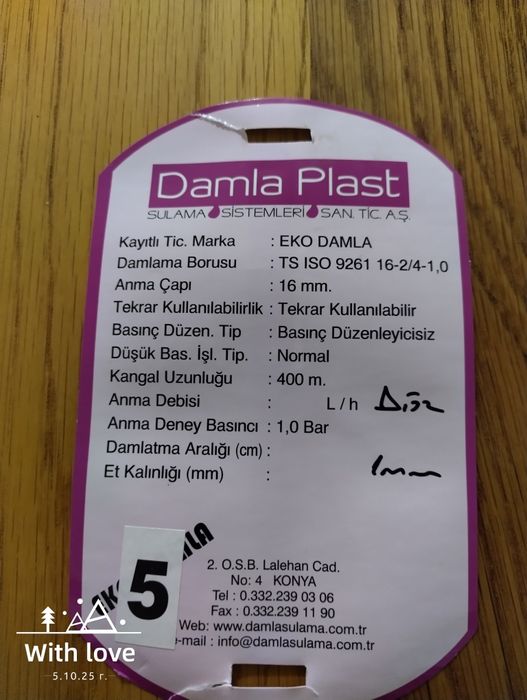 Damla Plast
SULAMA SİSTEMLERİ SAN. TİC. A.Ş.
Kayıtlı Tic. Marka : EKO DAMLA
Damlama Borusu : TS ISO 9261 16-2/4-1,0
Anma Çapı : 16 mm.
Tekrar Kullanılabilirlik : Tekrar Kullanılabilir
Basınç Düzen. Tip : Basınç Düzenleyicisiz
Düşük Bas. İşl. Tip. : Normal
Kangal Uzunluğu : 400 m.
Anma Debisi : L / h Düz
Anma Deney Basıncı : 1,0 Bar
Damlatma Aralığı (cm) :
Et Kalınlığı (mm) : 1mm
5
2. O.S.B. Lalehan Cad.
No: 4 KONYA
Tel : 0.332.239 03 06
Fax : 0.332.239 11 90
Web: www.damlasulama.com.tr
e-mail : info@damlasulama.com.tr
With love
5.10.25 г.